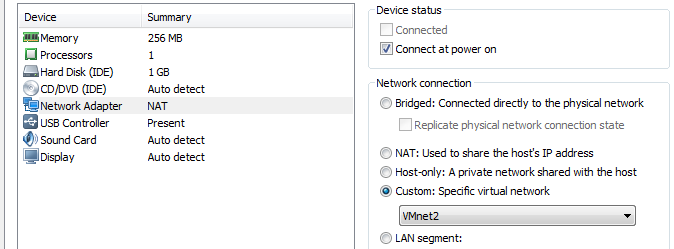 Device Summary
Memory 256 MB
Processors 1
Hard Disk (IDE) 1 GB
CD/DVD (IDE) Auto detect
Network Adapter NAT
USB Controller Present
Sound Card Auto detect
Display Auto detect
Device status
Connected
Connect at power on
Network connection
Bridged: Connected directly to the physical network
Replicate physical network connection state
NAT: Used to share the host's IP address
Host-only: A private network shared with the host
Custom: Specific virtual network
VMnet2
LAN segment: